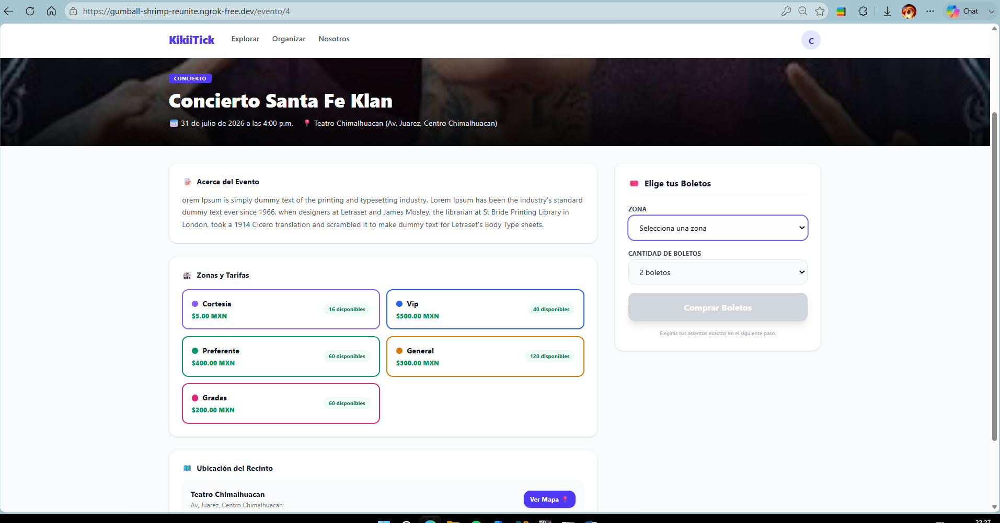 https://gumball-shrimp-reunite.ngrok-free.dev/evento/4
Chat
KikiiTick
Explorar
Organizar
Nosotros
C
CONCIERTO
Concierto Santa Fe Klan
31 de julio de 2026 a las 4:00 p.m.
Teatro Chimalhuacan (Av, Juarez, Centro Chimalhuacan)
Acerca del Evento
orem Ipsum is simply dummy text of the printing and typesetting industry. Lorem Ipsum has been the industry's standard
dummy text ever since 1966, when designers at Letraset and James Mosley, the librarian at St Bride Printing Library in
London, took a 1914 Cicero translation and scrambled it to make dummy text for Letraset's Body Type sheets.
Zonas y Tarifas
Cortesia
$5.00 MXN
16 disponibles
Vip
$500.00 MXN
40 disponibles
Preferente
$400.00 MXN
60 disponibles
General
$300.00 MXN
120 disponibles
Gradas
$200.00 MXN
60 disponibles
Ubicación del Recinto
Teatro Chimalhuacan
Av, Juarez, Centro Chimalhuacan
Ver Mapa
Elige tus Boletos
ZONA
Selecciona una zona
CANTIDAD DE BOLETOS
2 boletos
Comprar Boletos
Elegirás tus asientos exactos en el siguiente paso.
22:27